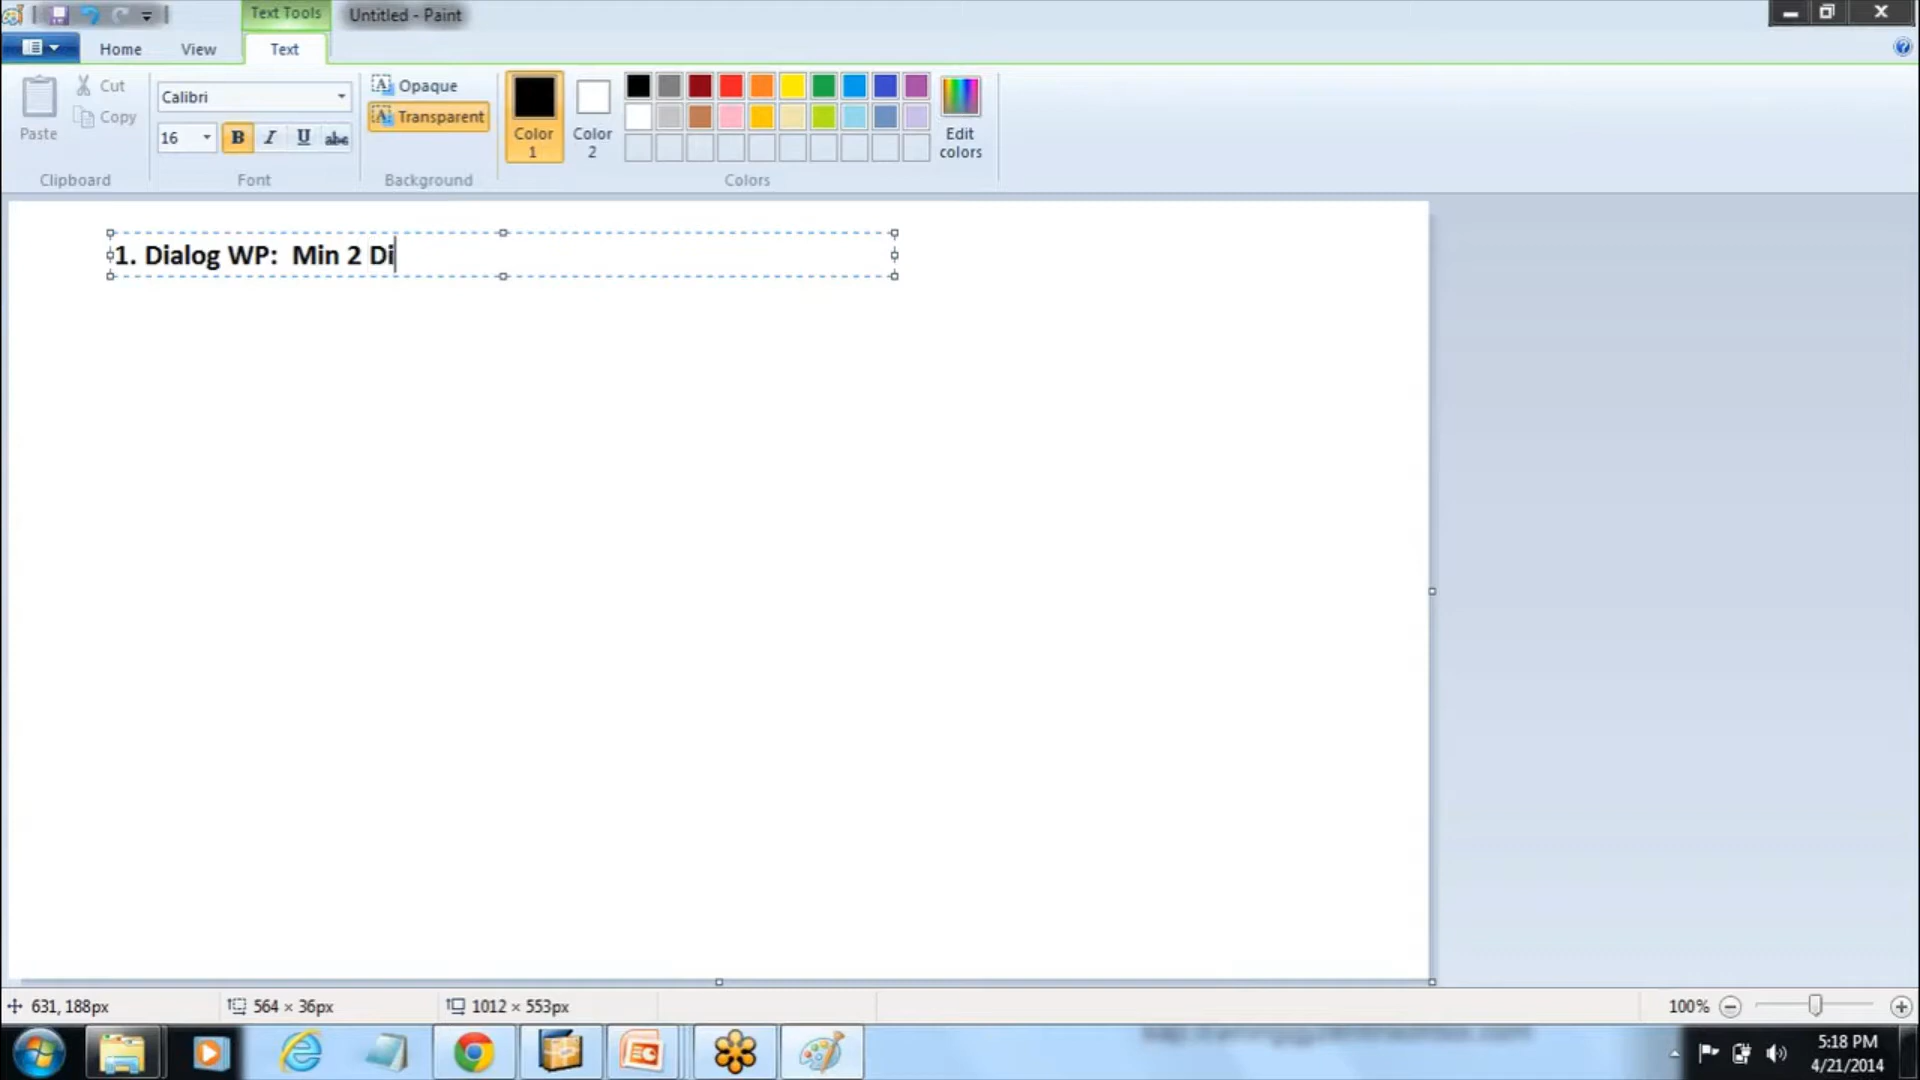 Text Tools
Untitled - Paint
Home
View
Text
Paste
Cut
Copy
Clipboard
Calibri
16
B
I
U
abc
Font
A Opaque
A Transparent
Background
Color
1
Color
2
Edit
colors
Colors
1. Dialog WP:  Min 2 Di
631, 188px
564 × 36px
1012 × 553px
100%
5:18 PM
4/21/2014